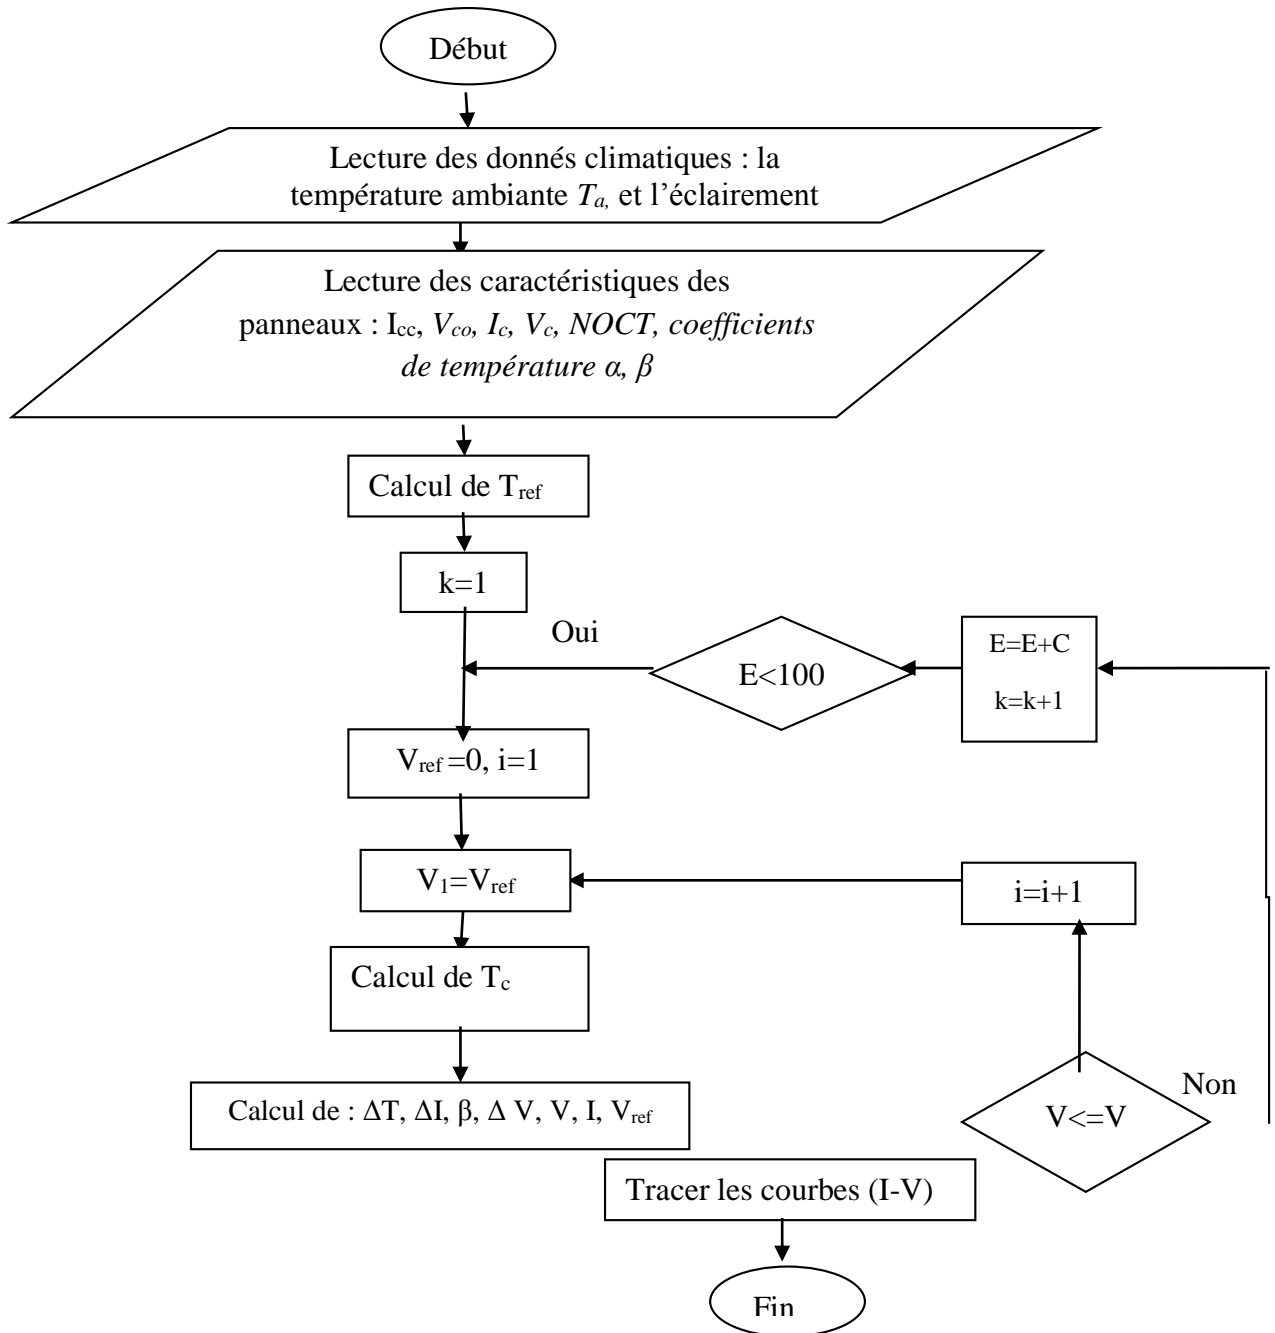 Début
Lecture des donnés climatiques : la
température ambiante Ta, et l’éclairement
Lecture des caractéristiques des
panneaux : Icc, Vco, Ic, Vc, NOCT, coefficients
de température α, β
Calcul de Tref
k=1
Oui
E<100
E=E+C
k=k+1
Vref =0, i=1
V1=Vref
i=i+1
Calcul de Tc
Calcul de : ΔT, ΔI, β, Δ V, V, I, Vref
V<=V
Non
Tracer les courbes (I-V)
Fin